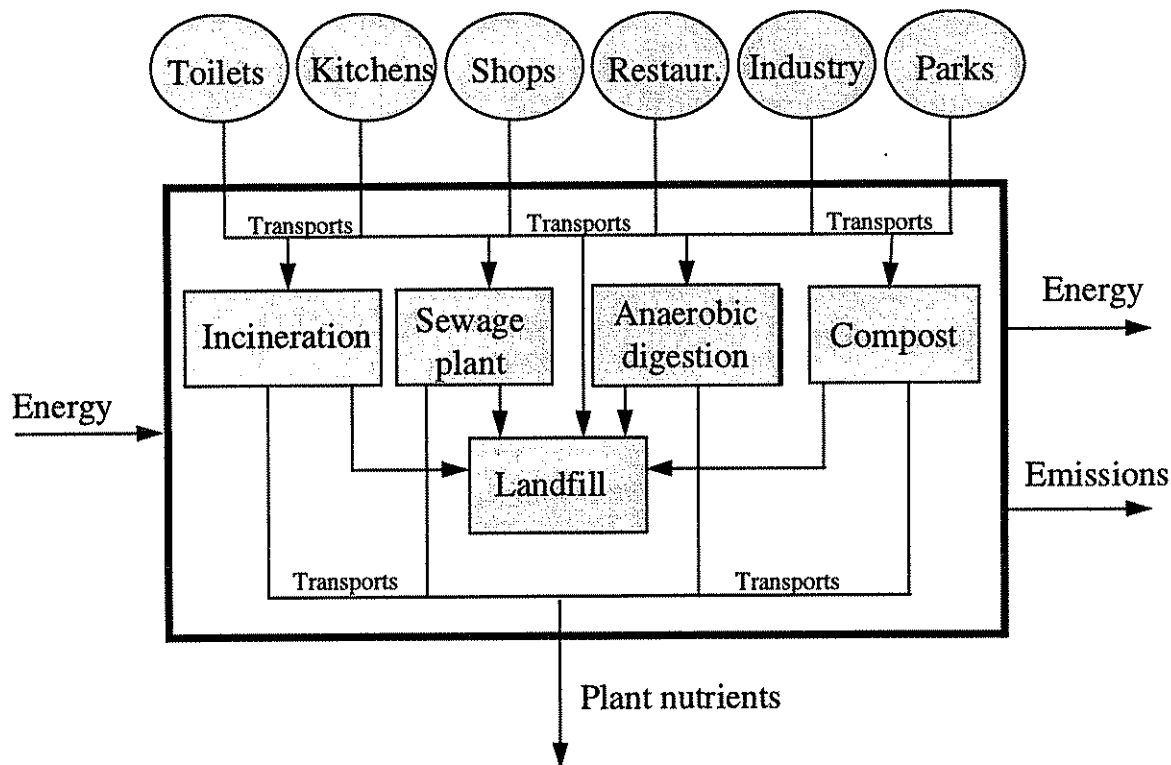 Toilets
Kitchens
Shops
Restaur.
Industry
Parks
Transports
Transports
Transports
Incineration
Sewage
plant
Anaerobic
digestion
Compost
Energy
Energy
Landfill
Emissions
Transports
Transports
Plant nutrients